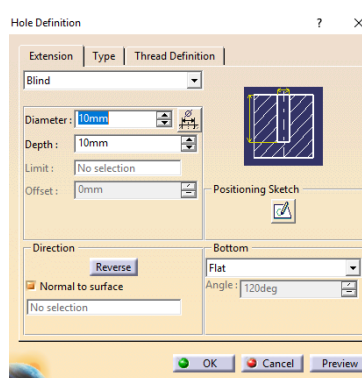 Hole Definition ? ×
Extension Type Thread Definition
Blind
Diameter : 10mm
Depth : 10mm
Limit : No selection
Offset : 0mm
Positioning Sketch
Direction
Reverse
Normal to surface
No selection
Bottom
Flat
Angle : 120deg
OK Cancel Preview